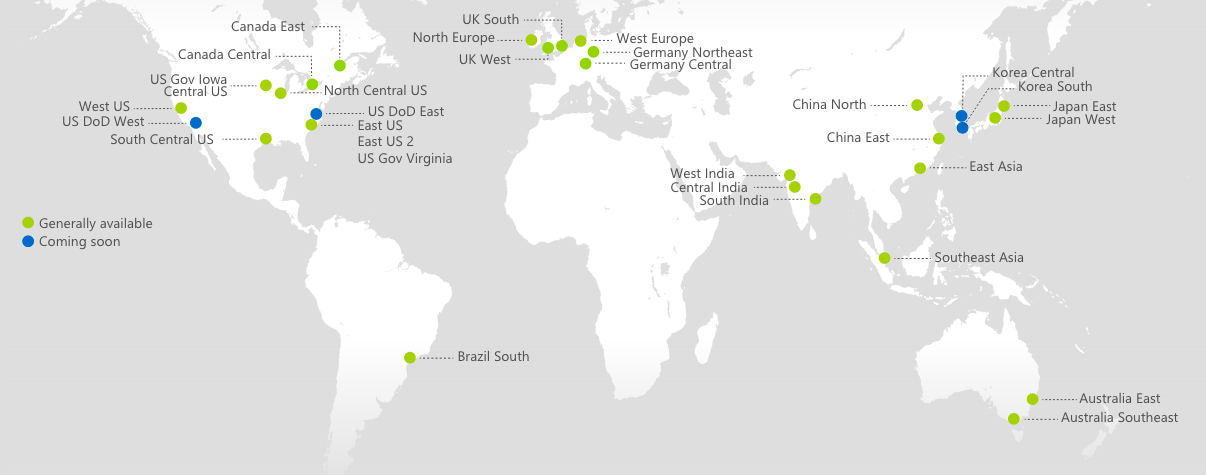 Canada East
Canada Central
US Gov Iowa
Central US
North Central US
West US
US DoD East
US DoD West
East US
South Central US
East US 2
US Gov Virginia
Generally available
Coming soon
Brazil South
UK South
North Europe
West Europe
UK West
Germany Northeast
Germany Central
Korea Central
Korea South
China North
Japan East
Japan West
China East
East Asia
West India
Central India
South India
Southeast Asia
Australia East
Australia Southeast